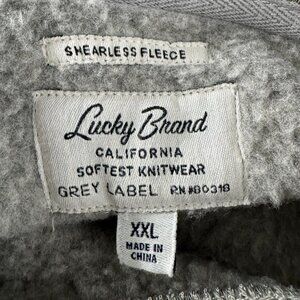 SHEARLESS FLEECE
Lucky Brand
CALIFORNIA
SOFTEST KNITWEAR
GREY LABEL RN#80318
XXL
MADE IN
CHINA